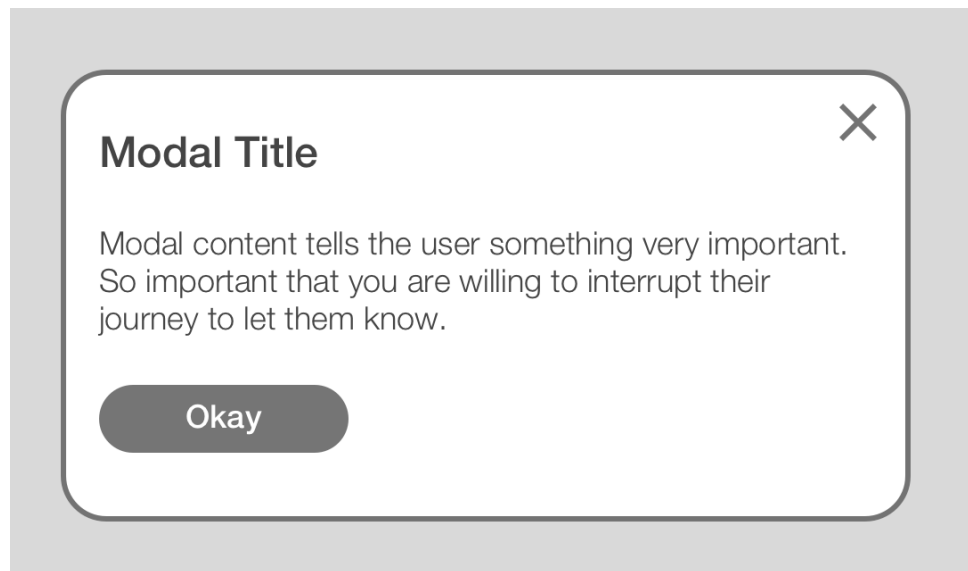 Modal Title
Modal content tells the user something very important.
So important that you are willing to interrupt their
journey to let them know.
Okay